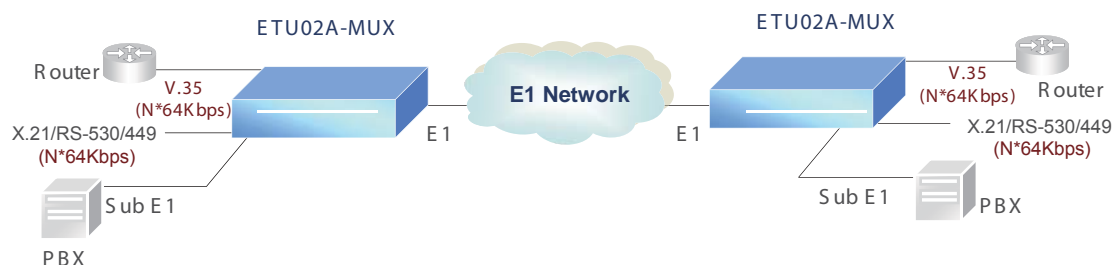 ETU02A-MUX
ETU02A-MUX
Router
V.35
(N*64Kbps)
X.21/RS-530/449
(N*64Kbps)
E1
E1 Network
E1
V.35
(N*64Kbps)
Router
X.21/RS-530/449
(N*64Kbps)
Sub E1
PBX
Sub E1
PBX